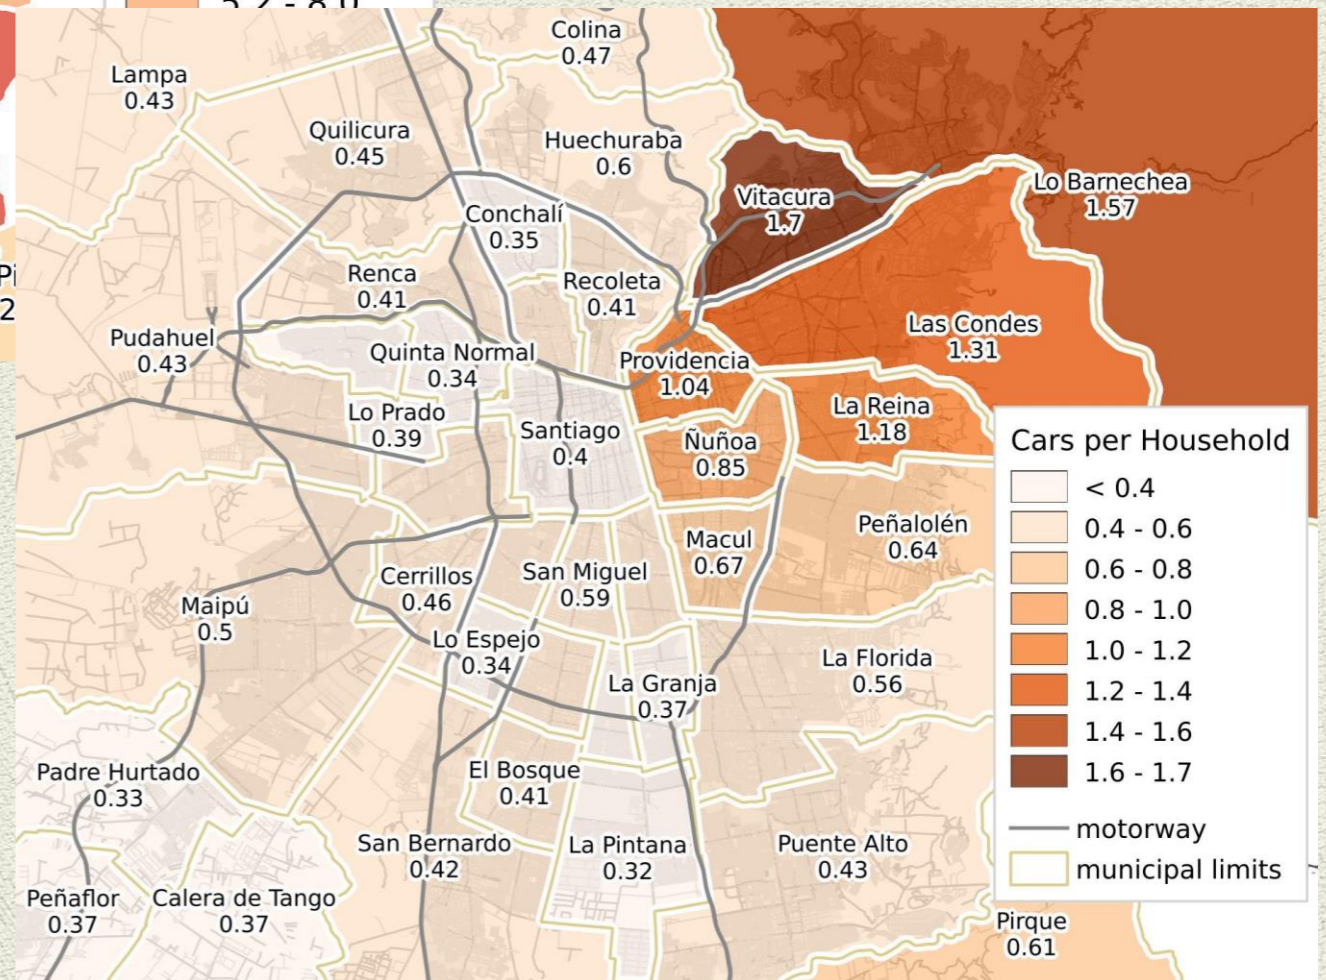 5.2 - 8.0
Pi
2
Colina
0.47
Lampa
0.43
Quilicura
0.45
Huechuraba
0.6
Vitacura
1.7
Lo Barnechea
1.57
Conchalí
0.35
Renca
0.41
Recoleta
0.41
Pudahuel
0.43
Quinta Normal
0.34
Providencia
1.04
Las Condes
1.31
Lo Prado
0.39
Santiago
0.4
Ñuñoa
0.85
La Reina
1.18
Macul
0.67
Peñalolén
0.64
Cerrillos
0.46
San Miguel
0.59
Maipú
0.5
Lo Espejo
0.34
La Granja
0.37
La Florida
0.56
Padre Hurtado
0.33
El Bosque
0.41
San Bernardo
0.42
La Pintana
0.32
Puente Alto
0.43
Peñaflor
0.37
Calera de Tango
0.37
Pirque
0.61
Cars per Household
< 0.4
0.4 - 0.6
0.6 - 0.8
0.8 - 1.0
1.0 - 1.2
1.2 - 1.4
1.4 - 1.6
1.6 - 1.7
motorway
municipal limits